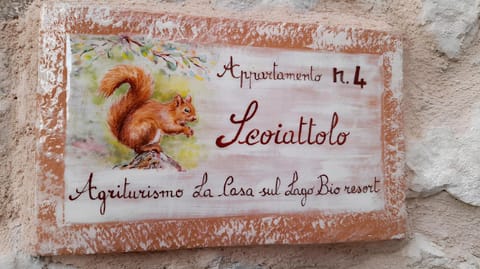 Appartamento n.4
Scoiattolo
Agriturismo La Casa sul Lago Bio resort